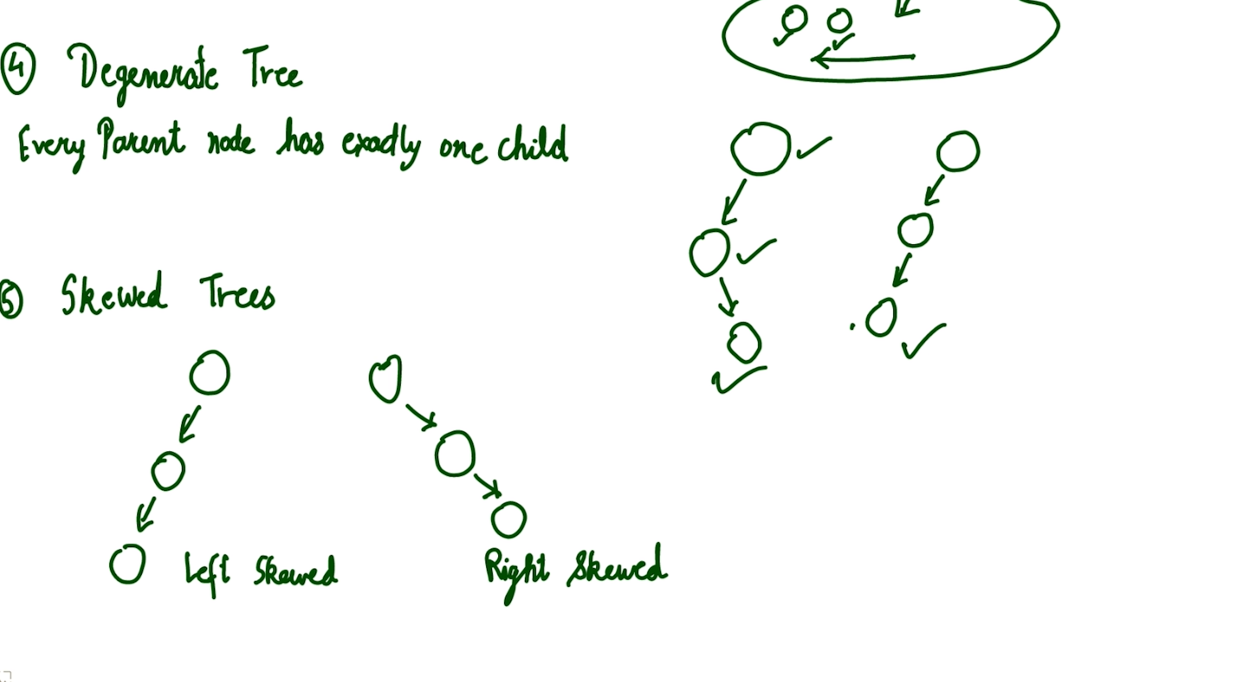 4 Degenerate Tree
Every Parent node has exactly one child
5 Skewed Trees
Left Skewed
Right Skewed